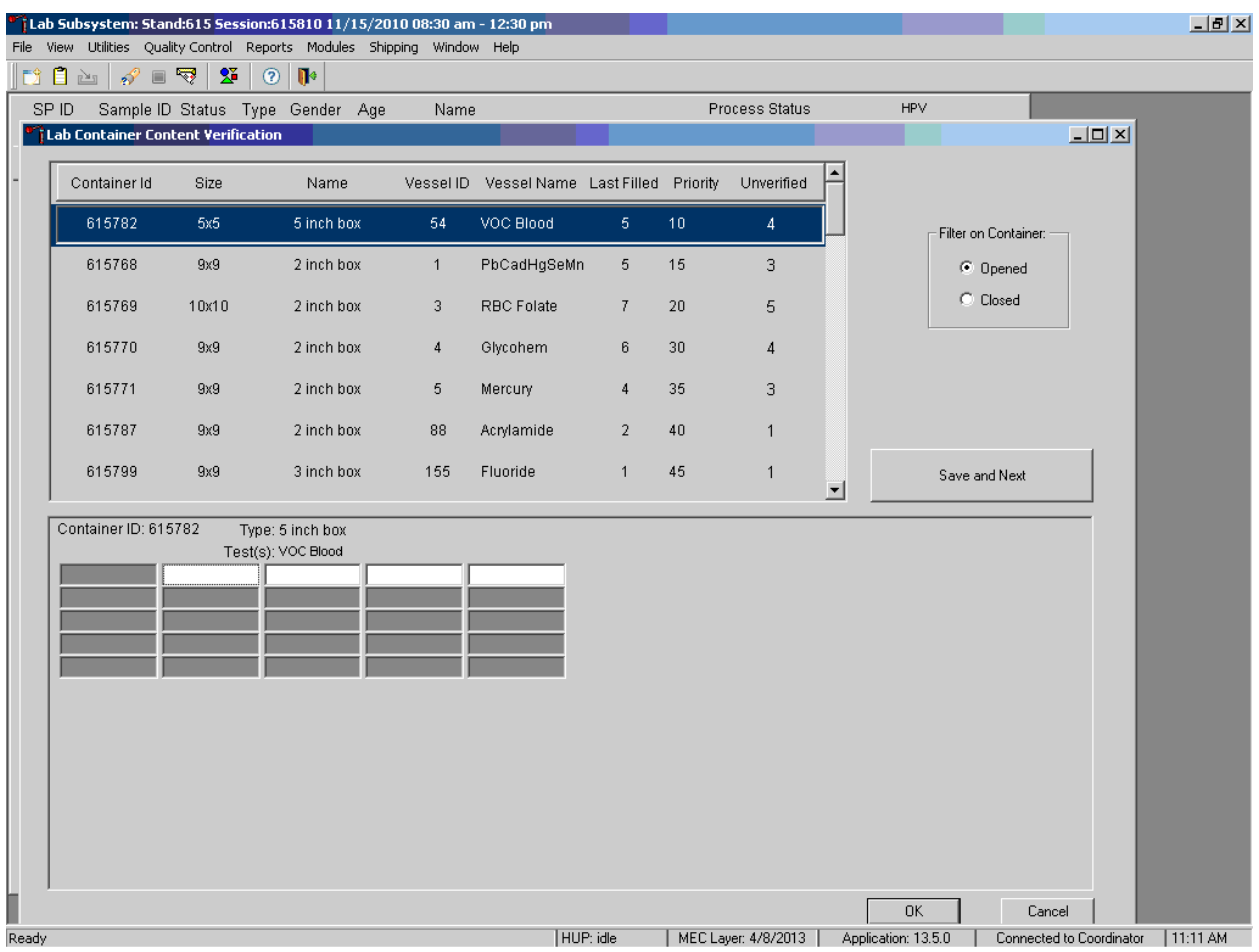 Lab Subsystem: Stand:615 Session:615810 11/15/2010 08:30 am - 12:30 pm
File View Utilities Quality Control Reports Modules Shipping Window Help
SP ID Sample ID Status Type Gender Age Name Process Status HPV
Lab Container Content Verification
Container Id Size Name Vessel ID Vessel Name Last Filled Priority Unverified
615782 5x5 5 inch box 54 VOC Blood 5 10 4
615768 9x9 2 inch box 1 PbCadHgSeMn 5 15 3
615769 10x10 2 inch box 3 RBC Folate 7 20 5
615770 9x9 2 inch box 4 Glycohem 6 30 4
615771 9x9 2 inch box 5 Mercury 4 35 3
615787 9x9 2 inch box 88 Acrylamide 2 40 1
615799 9x9 3 inch box 155 Fluoride 1 45 1
Filter on Container:
Opened
Closed
Save and Next
Container ID: 615782 Type: 5 inch box
Test(s): VOC Blood
OK Cancel
Ready HUP: idle MEC Layer: 4/8/2013 Application: 13.5.0 Connected to Coordinator 11:11 AM